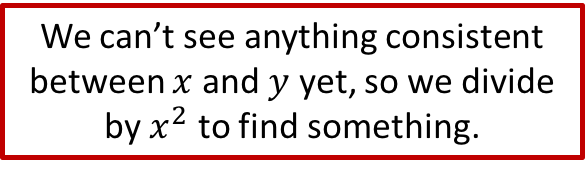 We can’t see anything consistent
between 𝑥 and 𝑦 yet, so we divide
by 𝑥² to find something.